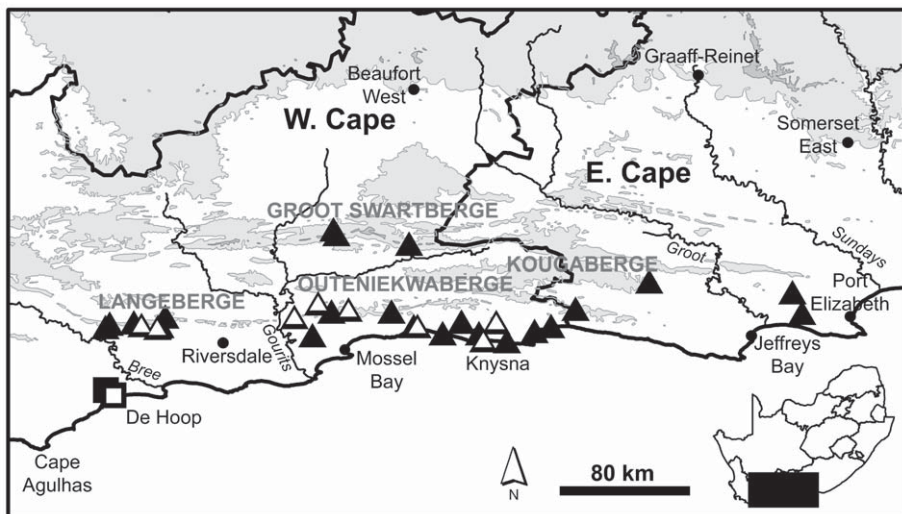 Graaff-Reinet
Beaufort
West
W. Cape
Somerset
East
E. Cape
GROOT SWARTBERGE
KOUGABERGE
Groot
Sundays
OUTENIEKWABERGE
Port
Elizabeth
LANGEBERGE
Riversdale
Gourits
Mossel
Bay
Knysna
Jeffreys
Bay
Bree
De Hoop
Cape
Agulhas
N
80 km